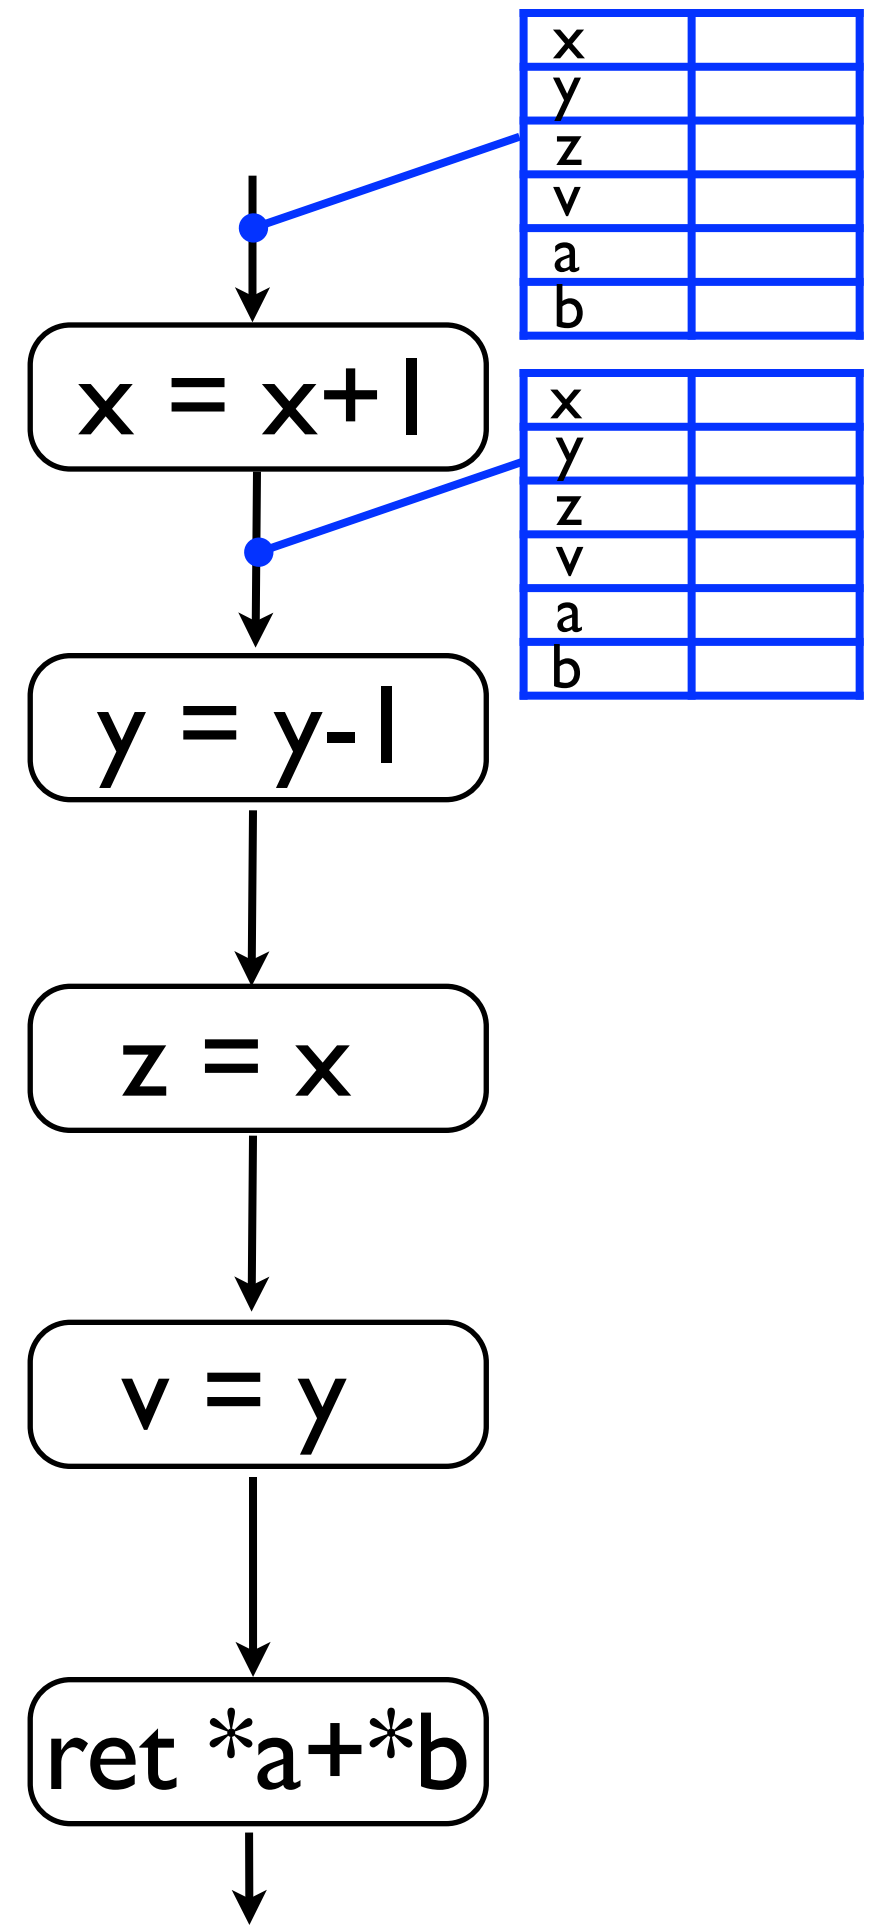 x
y
z
v
a
b
x = x+1
x
y
z
v
a
b
y = y-1
z = x
v = y
ret *a+*b